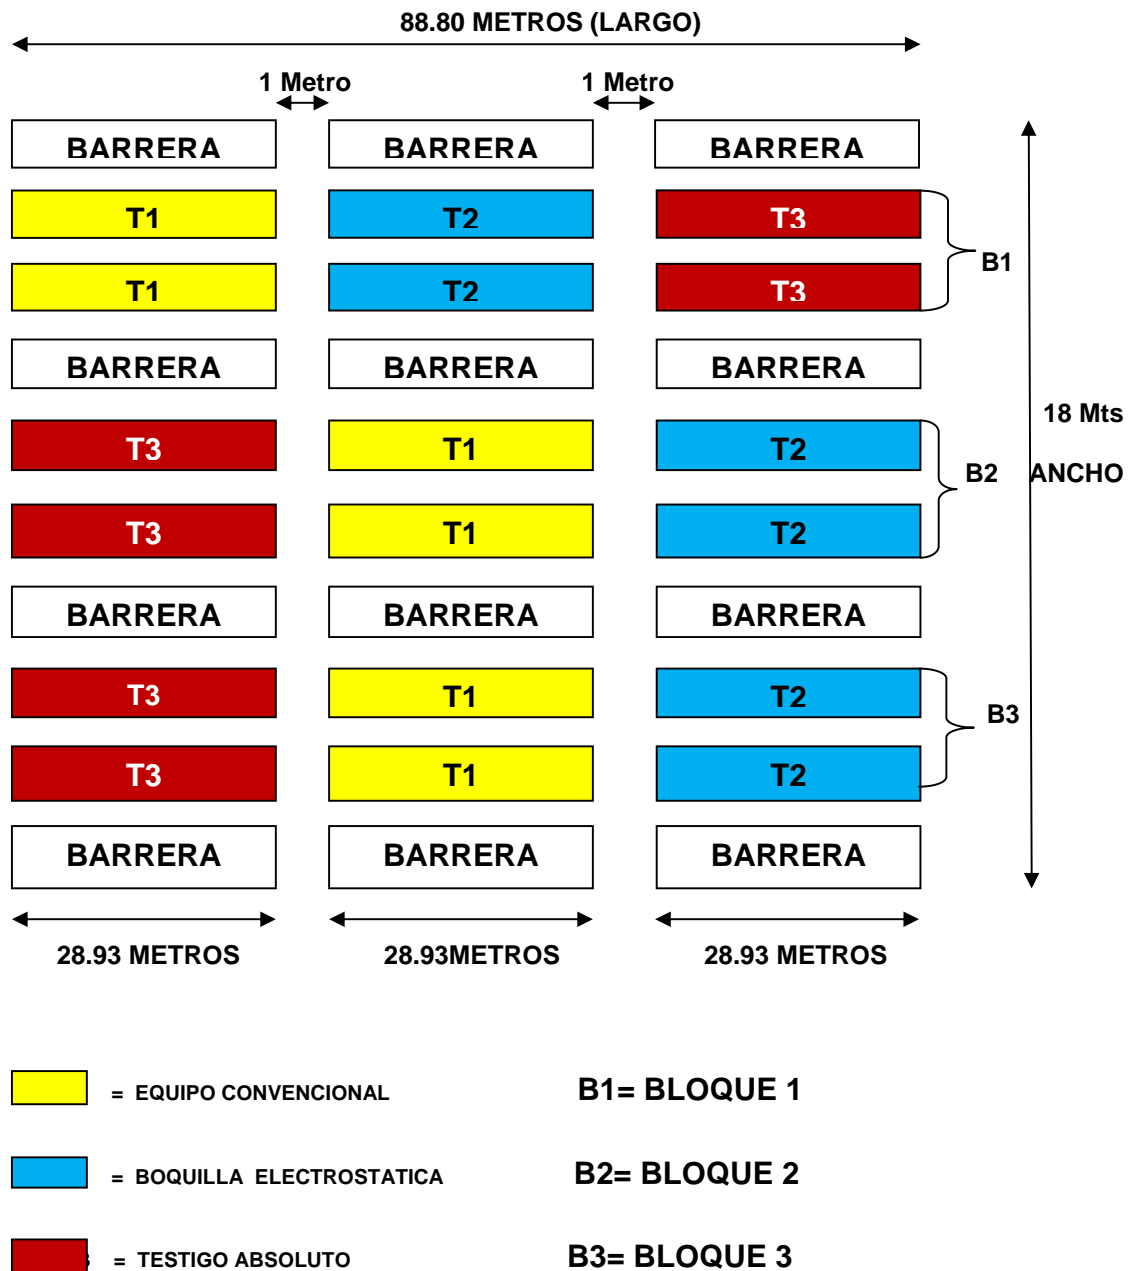 88.80 METROS (LARGO)
1 Metro 1 Metro
BARRERA BARRERA BARRERA
T1 T2 T3
B1
T1 T2 T3
BARRERA BARRERA BARRERA
18 Mts
T3 T1 T2
B2 ANCHO
T3 T1 T2
BARRERA BARRERA BARRERA
T3 T1 T2
B3
T3 T1 T2
BARRERA BARRERA BARRERA
28.93 METROS 28.93METROS 28.93 METROS
= EQUIPO CONVENCIONAL B1= BLOQUE 1
= BOQUILLA ELECTROSTATICA B2= BLOQUE 2
= TESTIGO ABSOLUTO B3= BLOQUE 3